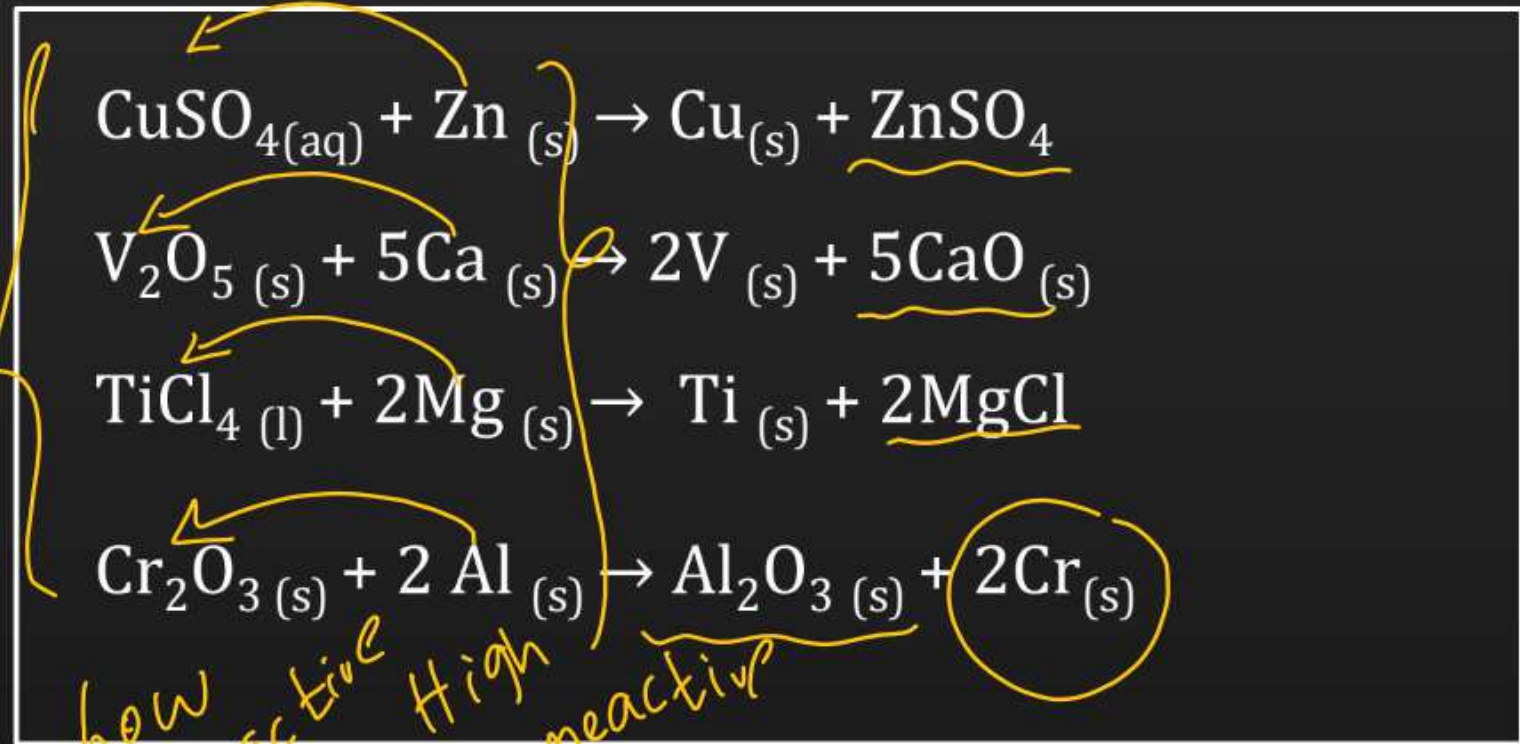 CuSO₄(aq) + Zn (s) → Cu(s) + ZnSO₄
V₂O₅ (s) + 5Ca (s) → 2V (s) + 5CaO (s)
TiCl₄ (l) + 2Mg (s) → Ti (s) + 2MgCl
Cr₂O₃ (s) + 2 Al (s) → Al₂O₃ (s) + 2Cr(s)
Low High